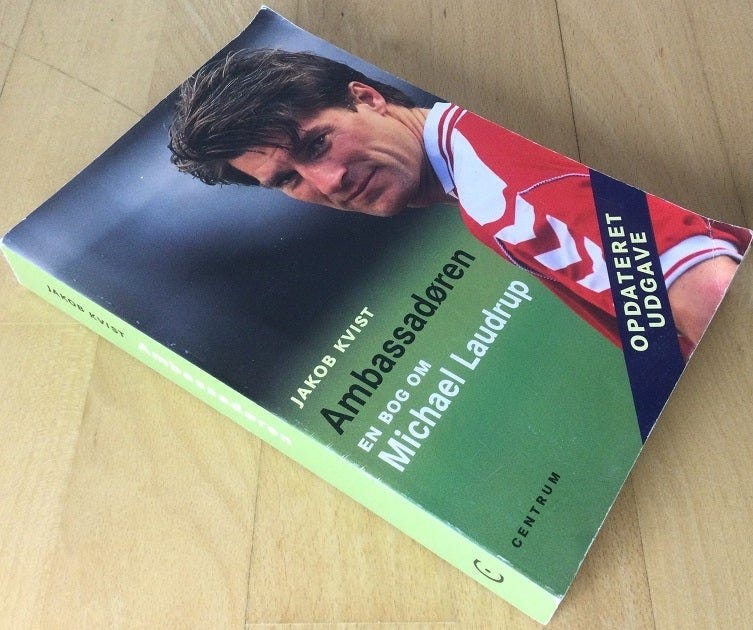 JAKOB KVIST
Ambassadøren
EN BOG OM
Michael Laudrup
OPDATERET
UDGAVE
CENTRUM
JAKOB KVIST Ambassadøren
C